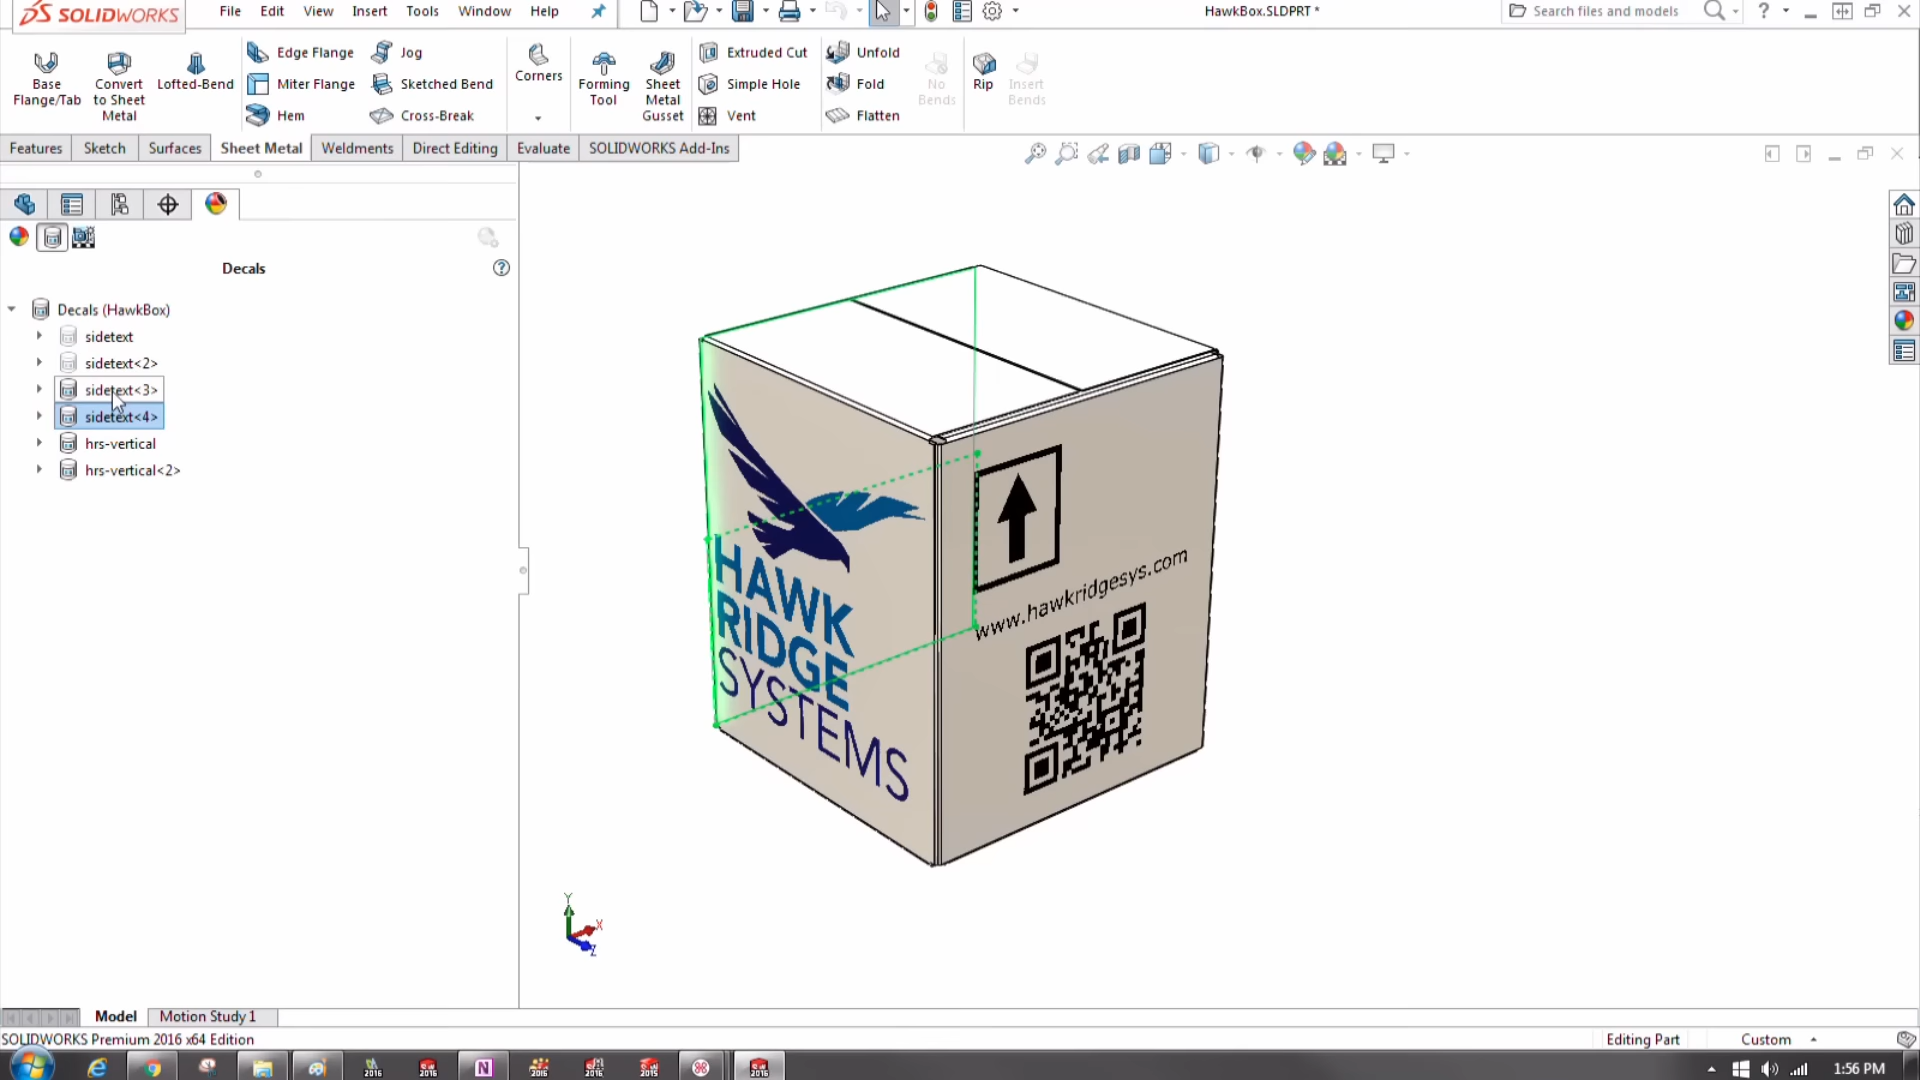 SOLIDWORKS
File Edit View Insert Tools Window Help
HawkBox.SLDPRT *
Search files and models
Base Flange/Tab
Convert to Sheet Metal
Lofted-Bend
Edge Flange
Miter Flange
Hem
Jog
Sketched Bend
Cross-Break
Corners
Forming Tool
Sheet Metal Gusset
Extruded Cut
Simple Hole
Vent
Unfold
Fold
Flatten
No Bends
Rip
Insert Bends
Features Sketch Surfaces Sheet Metal Weldments Direct Editing Evaluate SOLIDWORKS Add-Ins
Decals
Decals (HawkBox)
sidetext
sidetext<2>
sidetext<3>
sidetext<4>
hrs-vertical
hrs-vertical<2>
HAWK
RIDGE
SYSTEMS
www.hawkridgesys.com
Y
X
Z
Model Motion Study 1
SOLIDWORKS Premium 2016 x64 Edition
Editing Part
Custom
1:56 PM